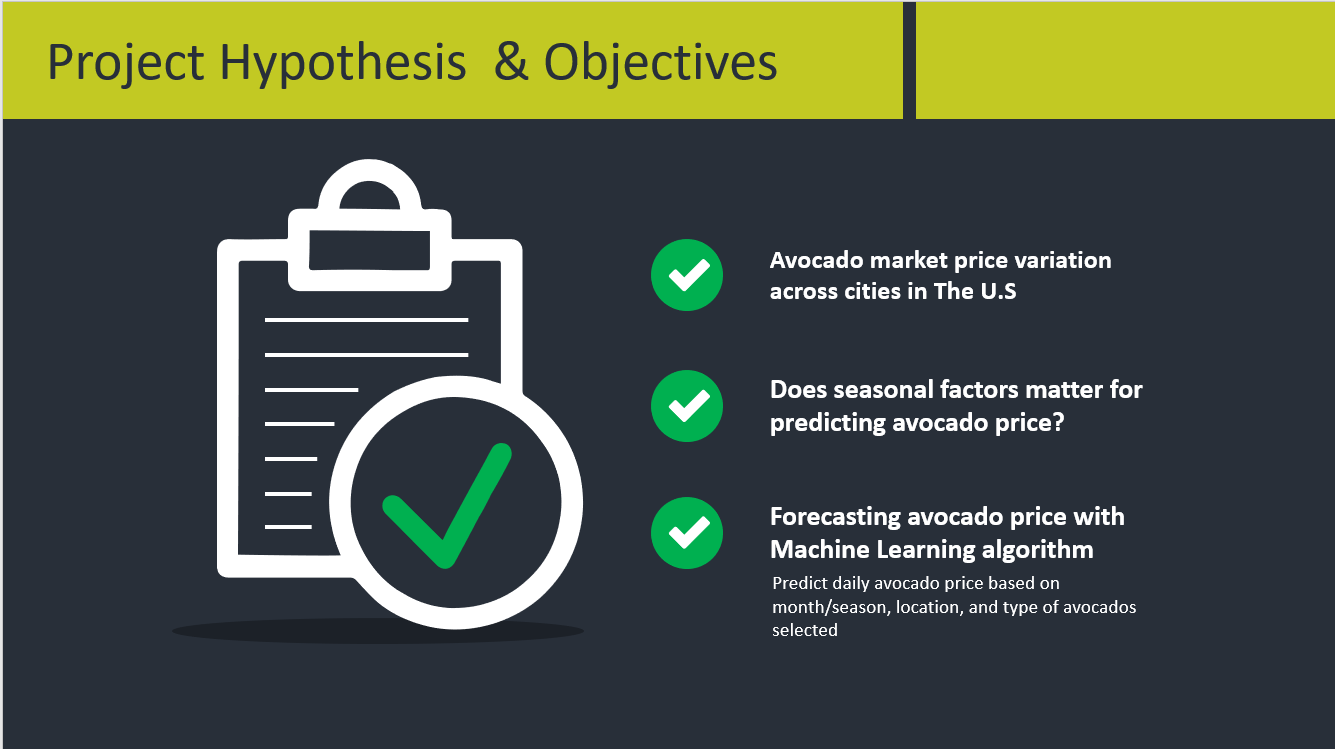 Project Hypothesis  & Objectives
Avocado market price variation
across cities in The U.S
Does seasonal factors matter for
predicting avocado price?
Forecasting avocado price with
Machine Learning algorithm
Predict daily avocado price based on
month/season, location, and type of avocados
selected